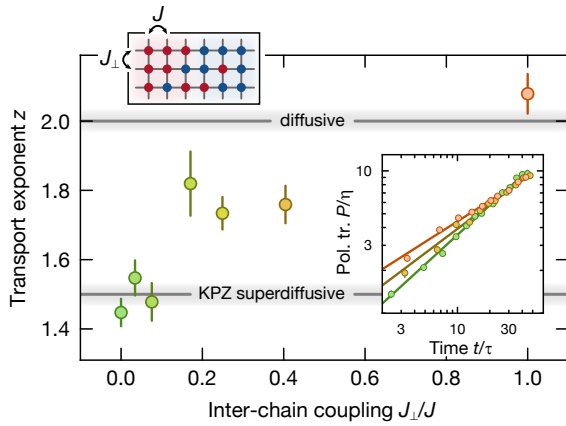 J
J⊥
Transport exponent z
2.0
1.8
1.6
1.4
diffusive
KPZ superdiffusive
Pol. tr. P/η
10
3
1
3
10
30
Time t/τ
0.0
0.2
0.4
0.6
0.8
1.0
Inter-chain coupling J⊥/J